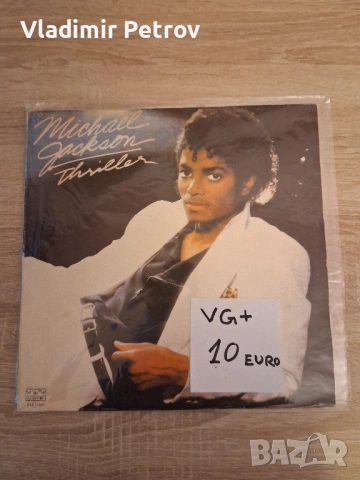 Vladimir Petrov
Michael
Jackson
Thriller
VG+
10 EURO
BAZAR